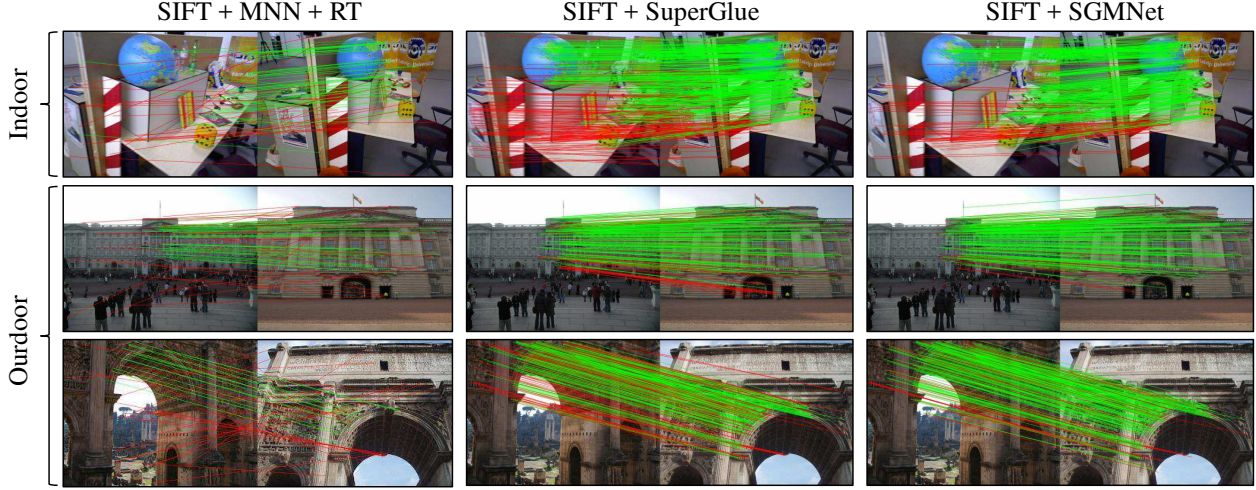 SIFT + MNN + RT
SIFT + SuperGlue
SIFT + SGMNet
Indoor
Ourdoor